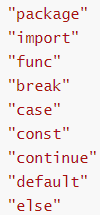 "package"
"import"
"func"
"break"
"case"
"const"
"continue"
"default"
"else"